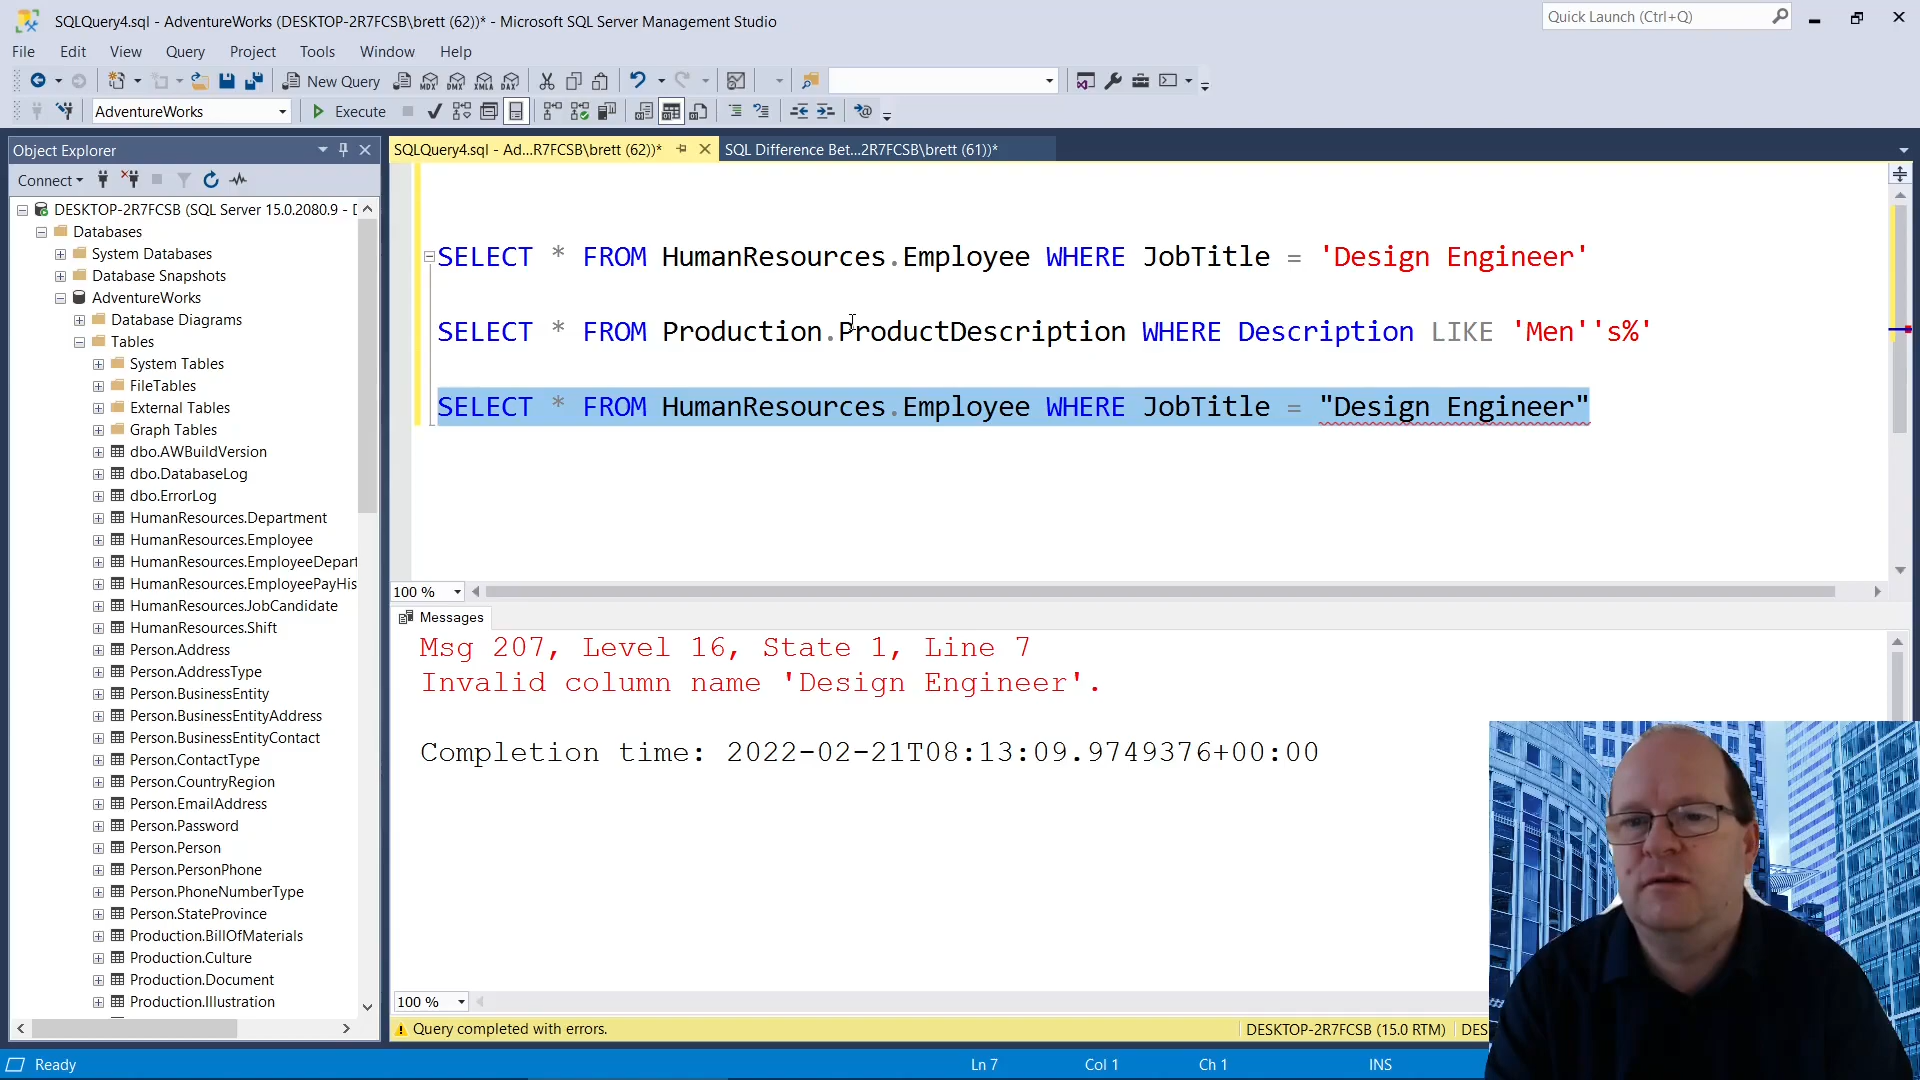 SQLQuery4.sql - AdventureWorks (DESKTOP-2R7FCSB\brett (62))* - Microsoft SQL Server Management Studio
Quick Launch (Ctrl+Q)
File Edit View Query Project Tools Window Help
New Query MDX DMX XMLA DAX
AdventureWorks Execute
Object Explorer
SQLQuery4.sql - Ad...R7FCSB\brett (62))* SQL Difference Bet...2R7FCSB\brett (61))*
Connect
DESKTOP-2R7FCSB (SQL Server 15.0.2080.9 - D
Databases
System Databases
Database Snapshots
AdventureWorks
Database Diagrams
Tables
System Tables
FileTables
External Tables
Graph Tables
dbo.AWBuildVersion
dbo.DatabaseLog
dbo.ErrorLog
HumanResources.Department
HumanResources.Employee
HumanResources.EmployeeDepart
HumanResources.EmployeePayHis
HumanResources.JobCandidate
HumanResources.Shift
Person.Address
Person.AddressType
Person.BusinessEntity
Person.BusinessEntityAddress
Person.BusinessEntityContact
Person.ContactType
Person.CountryRegion
Person.EmailAddress
Person.Password
Person.Person
Person.PersonPhone
Person.PhoneNumberType
Person.StateProvince
Production.BillOfMaterials
Production.Culture
Production.Document
Production.Illustration
SELECT * FROM HumanResources.Employee WHERE JobTitle = 'Design Engineer'
SELECT * FROM Production.ProductDescription WHERE Description LIKE 'Men''s%'
SELECT * FROM HumanResources.Employee WHERE JobTitle = "Design Engineer"
100 %
Messages
Msg 207, Level 16, State 1, Line 7
Invalid column name 'Design Engineer'.
Completion time: 2022-02-21T08:13:09.9749376+00:00
100 %
Query completed with errors. DESKTOP-2R7FCSB (15.0 RTM) DES
Ready Ln 7 Col 1 Ch 1 INS